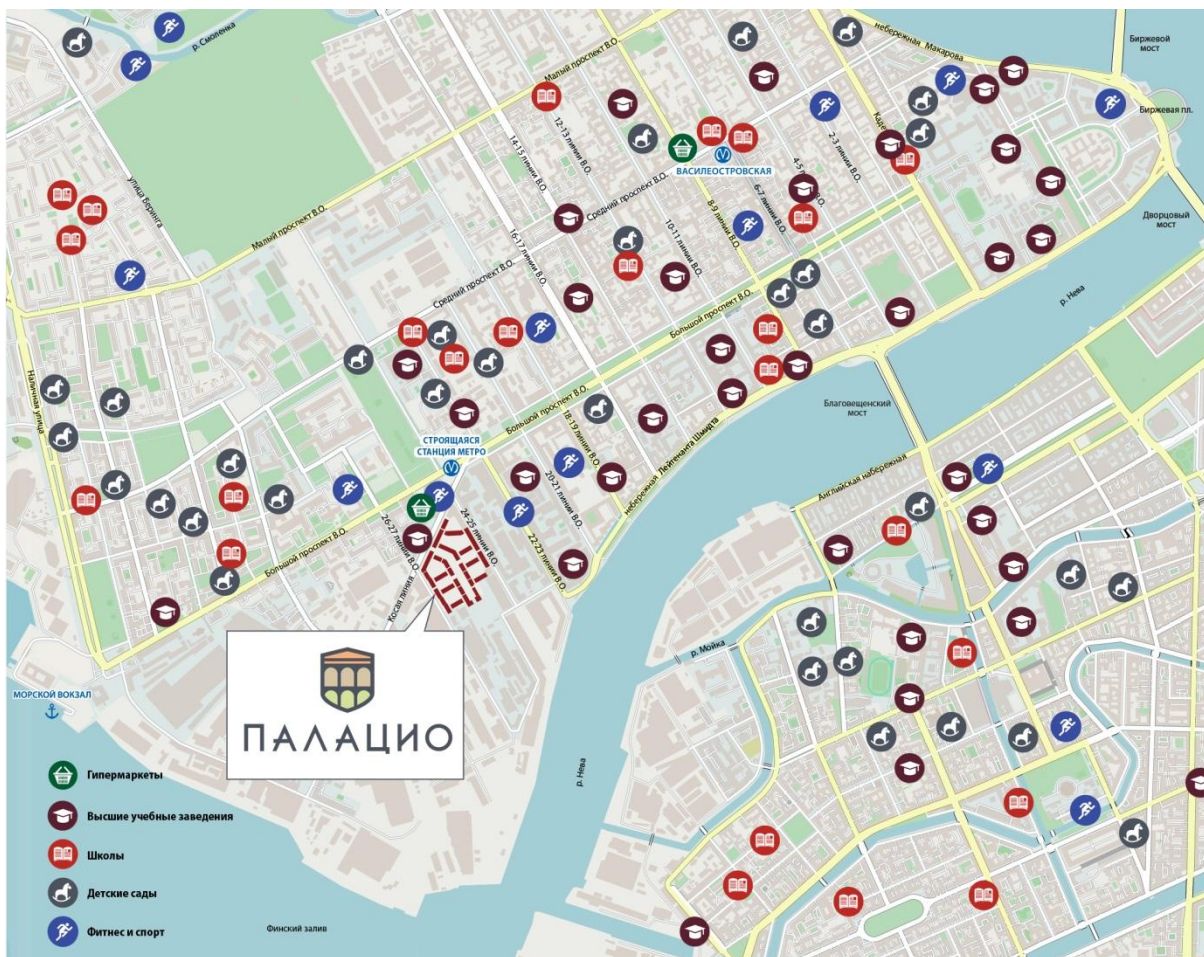 р. Смоленка
Малый проспект В.О.
набережная Макарова
Биржевой
мост
Биржевая пл.
12-13 линии В.О.
14-15 линии В.О.
ВАСИЛЕОСТРОВСКАЯ
2-3 линии В.О.
6-7 линии В.О.
8-9 линии В.О.
10-11 линии В.О.
16-17 линии В.О.
Средний проспект В.О.
улица Беринга
Малый проспект В.О.
Дворцовый
мост
р. Нева
Средний проспект В.О.
Большой проспект В.О.
Наличная улица
Большой проспект В.О.
Благовещенский
мост
18-19 линии В.О.
СТРОЯЩАЯСЯ
СТАНЦИЯ МЕТРО
набережная Лейтенанта Шмидта
Английская набережная
20-21 линии В.О.
22-23 линии В.О.
24-25 линии В.О.
26-27 линии В.О.
Большой проспект В.О.
Косая линия
р. Мойка
МОРСКОЙ ВОКЗАЛ
ПАЛАЦИО
р. Нева
Гипермаркеты
Высшие учебные заведения
Школы
Детские сады
Фитнес и спорт
Финский залив